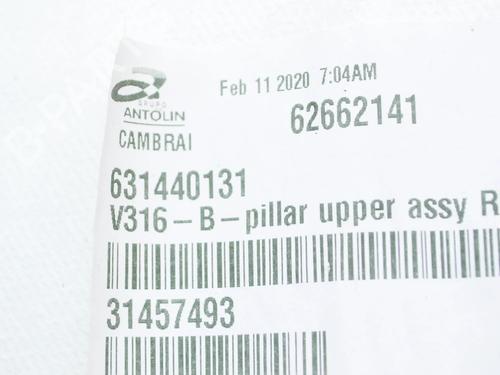 Feb 11 2020 7:04AM
GRUPO
ANTOLIN
62662141
CAMBRAI
631440131
V316-B-pillar upper assy R
31457493